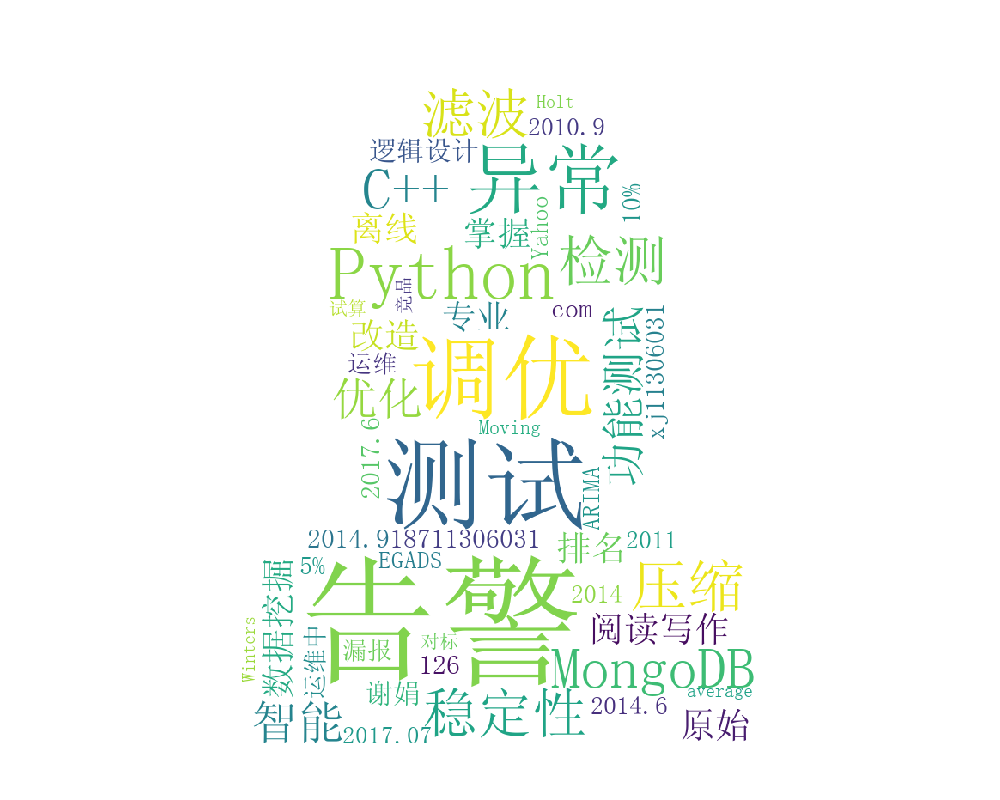 滤波
Holt
2010.9
逻辑设计
异常
C++
10%
离线
掌握
Yahoo
检测
Python
竞品
试算
专业
com
改造
运维
调优
功能测试
xj11306031
优化
Moving
2017.6
测试
ARIMA
2014.9
18711306031
排名
2011
5%
EGADS
告警
2014
压缩
数据挖掘
Winters
运维中
漏报
对标
阅读写作
126
MongoDB
谢娟
average
智能
2017.07
稳定性
2014.6
原始